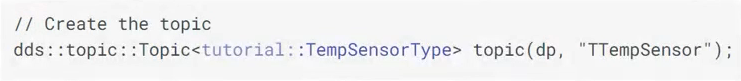 // Create the topic
dds::topic::Topic<tutorial::TempSensorType> topic(dp, "TTempSensor");